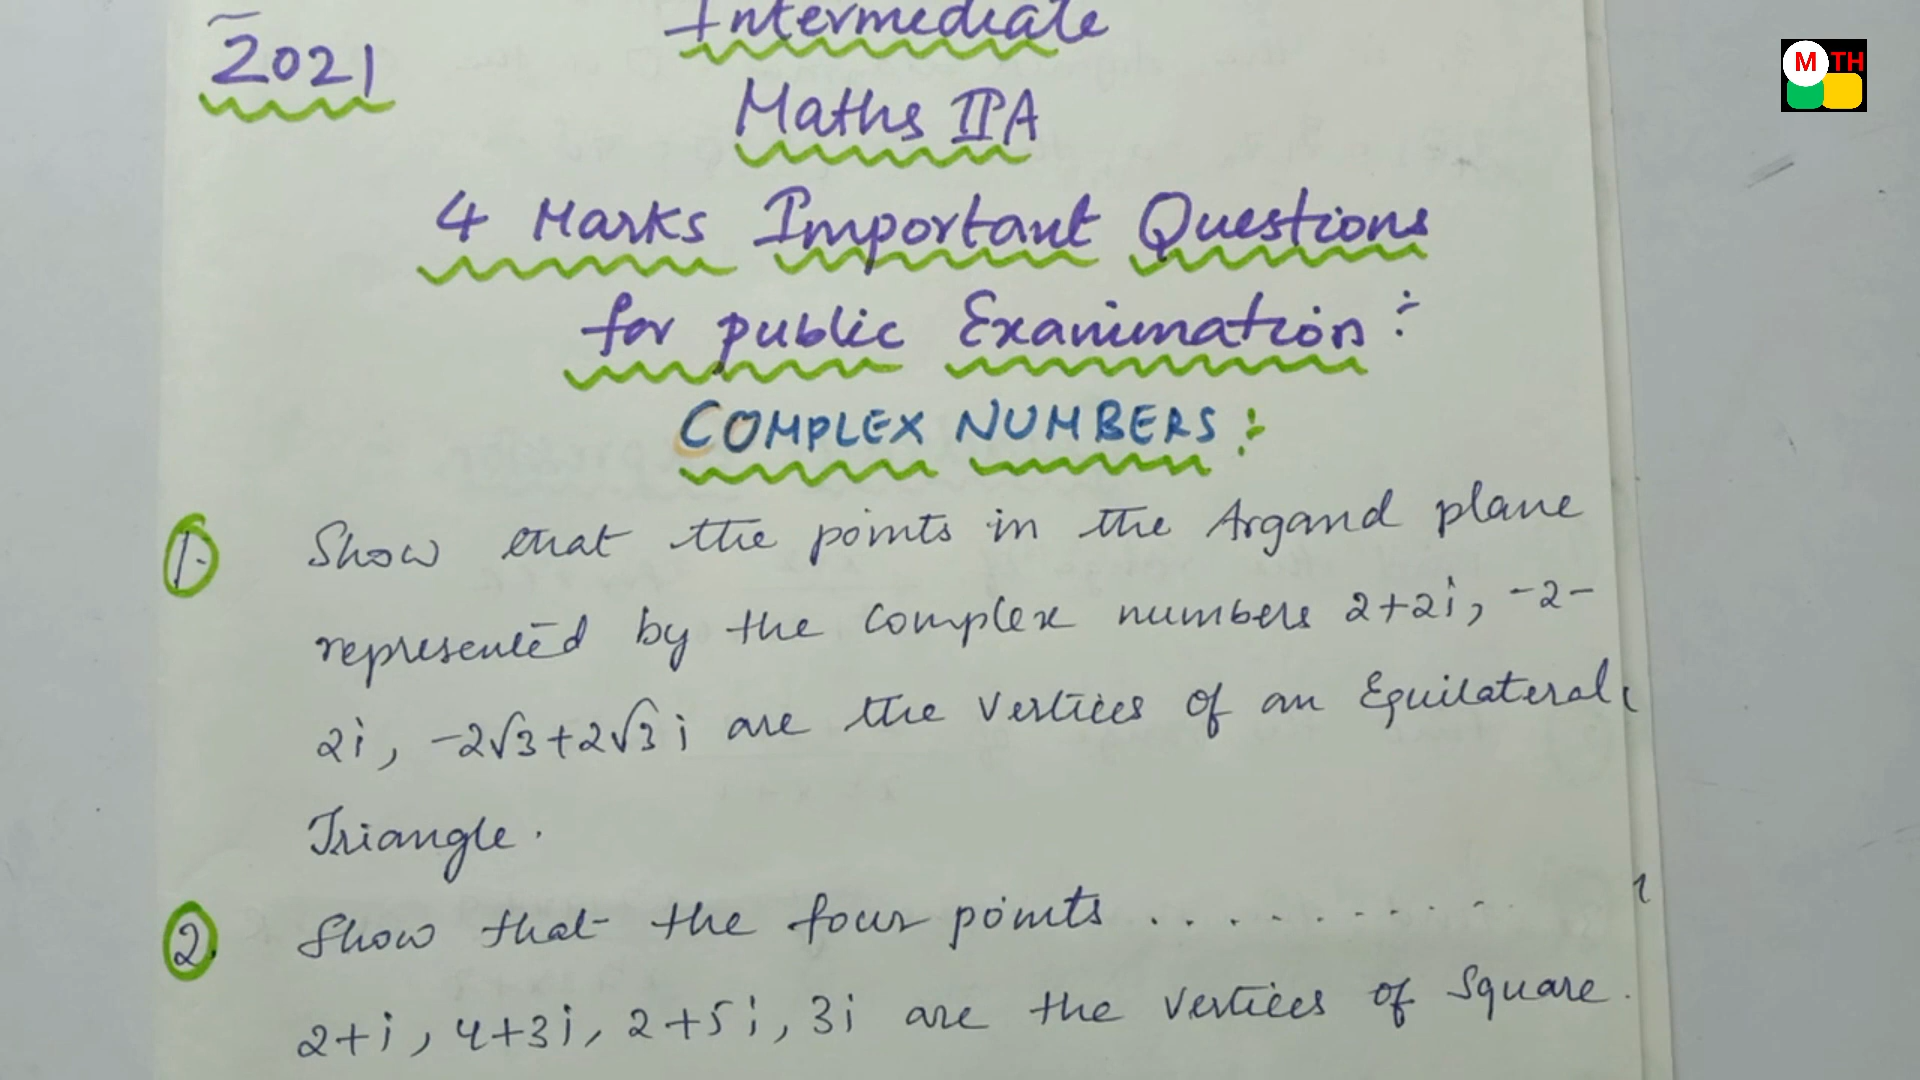 2021
Intermediate
Maths IIA
4 Marks Important Questions
for public Examination :
COMPLEX NUMBERS :
1. Show that the points in the Argand plane
represented by the complex numbers 2+2i, -2-
2i, -2√3+2√3i are the vertices of an Equilateral
Triangle.
2. Show that the four points ..........
2+i, 4+3i, 2+5i, 3i are the vertices of Square.
M TH